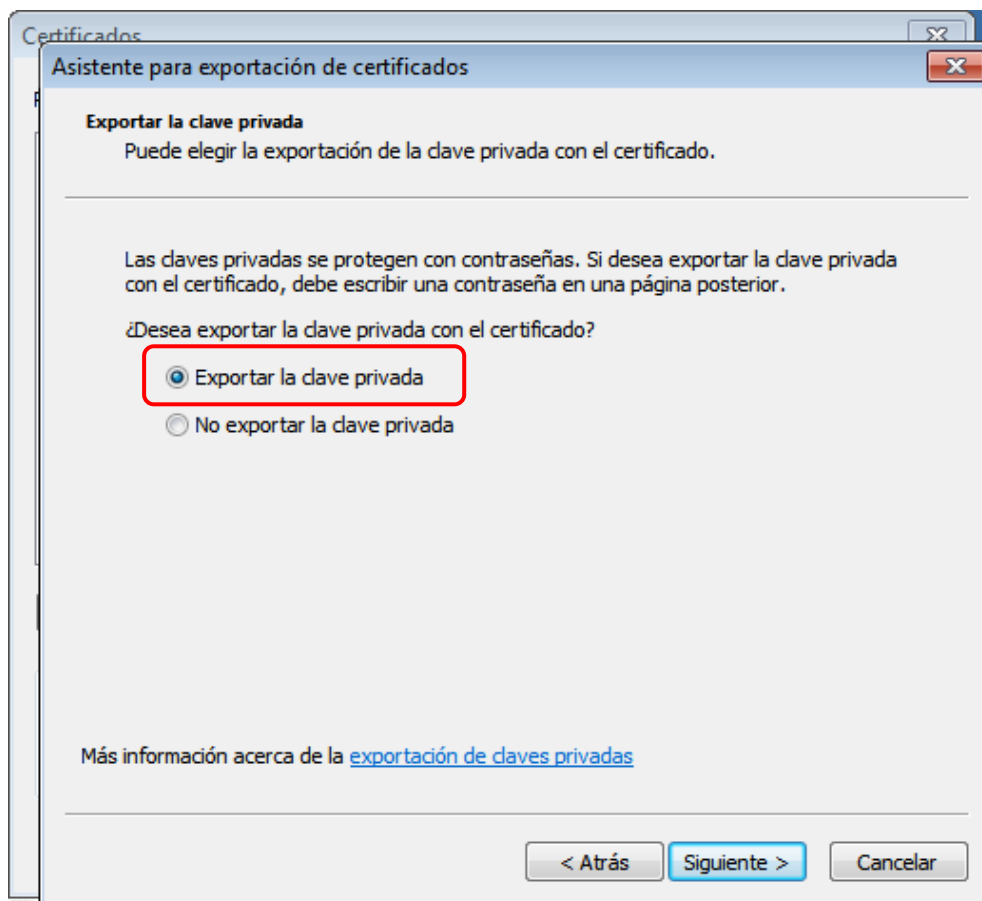 Certificados
Asistente para exportación de certificados
Exportar la clave privada
Puede elegir la exportación de la clave privada con el certificado.
Las claves privadas se protegen con contraseñas. Si desea exportar la clave privada
con el certificado, debe escribir una contraseña en una página posterior.
¿Desea exportar la clave privada con el certificado?
Exportar la clave privada
No exportar la clave privada
Más información acerca de la exportación de claves privadas
< Atrás
Siguiente >
Cancelar